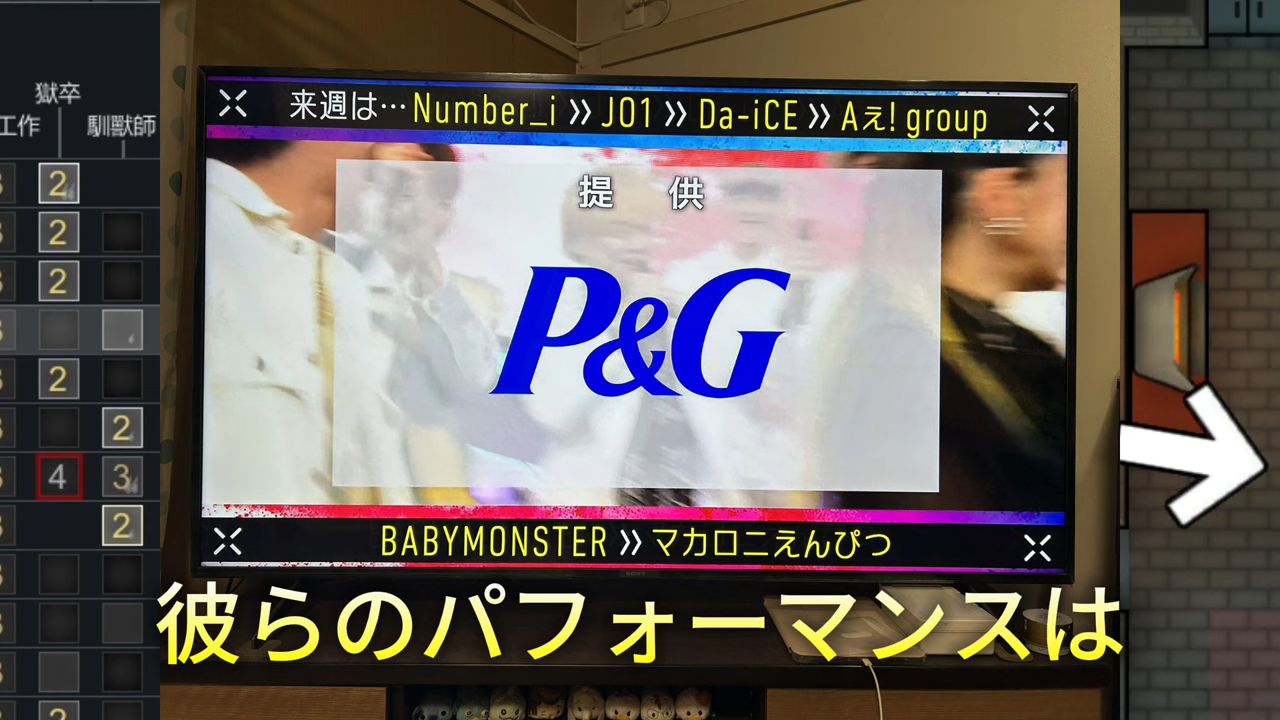 獄卒
工作
馴獸師
2
2
2
2
2
4 3
2
来週は…Number_i » JO1 » Da-iCE » Aぇ! group
提 供
P&G
BABYMONSTER » マカロニえんぴつ
SONY
彼らのパフォーマンスは